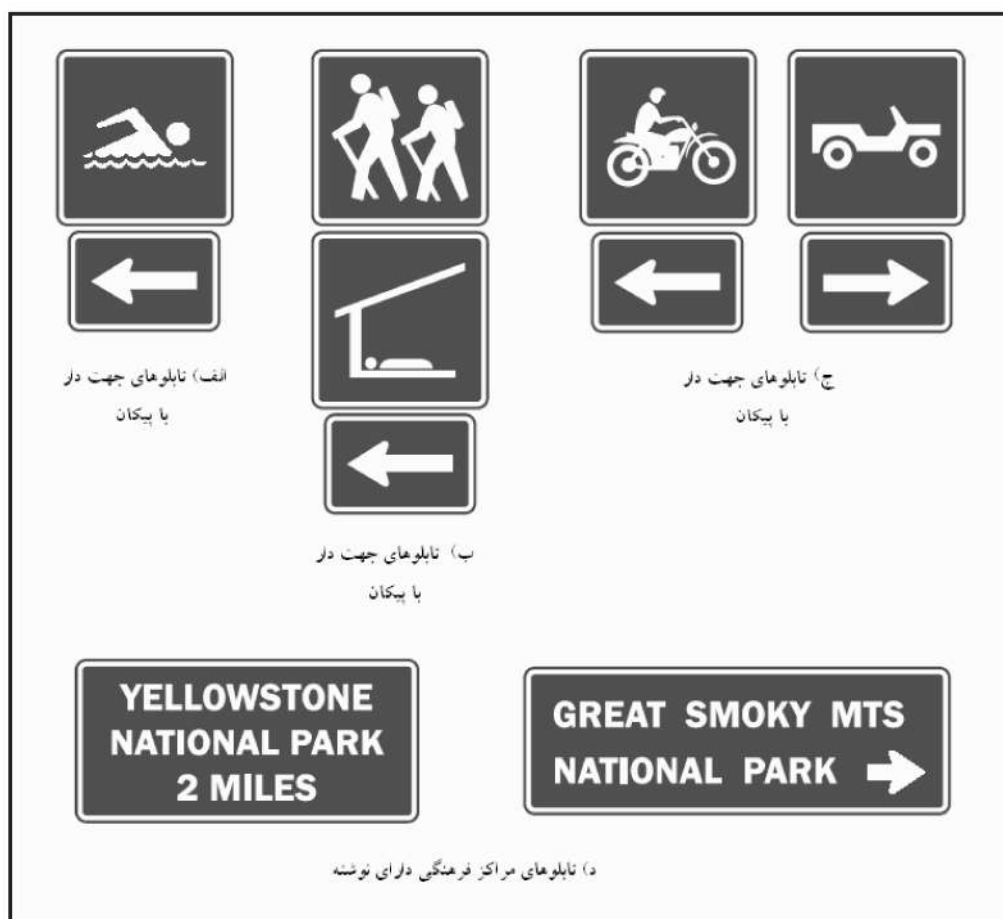 الف) تابلوهای جهت دار
با پیکان
ج) تابلوهای جهت دار
با پیکان
ب) تابلوهای جهت دار
با پیکان
YELLOWSTONE
NATIONAL PARK
2 MILES
GREAT SMOKY MTS
NATIONAL PARK
د) تابلوهای مراکز فرهنگی دارای نوشته